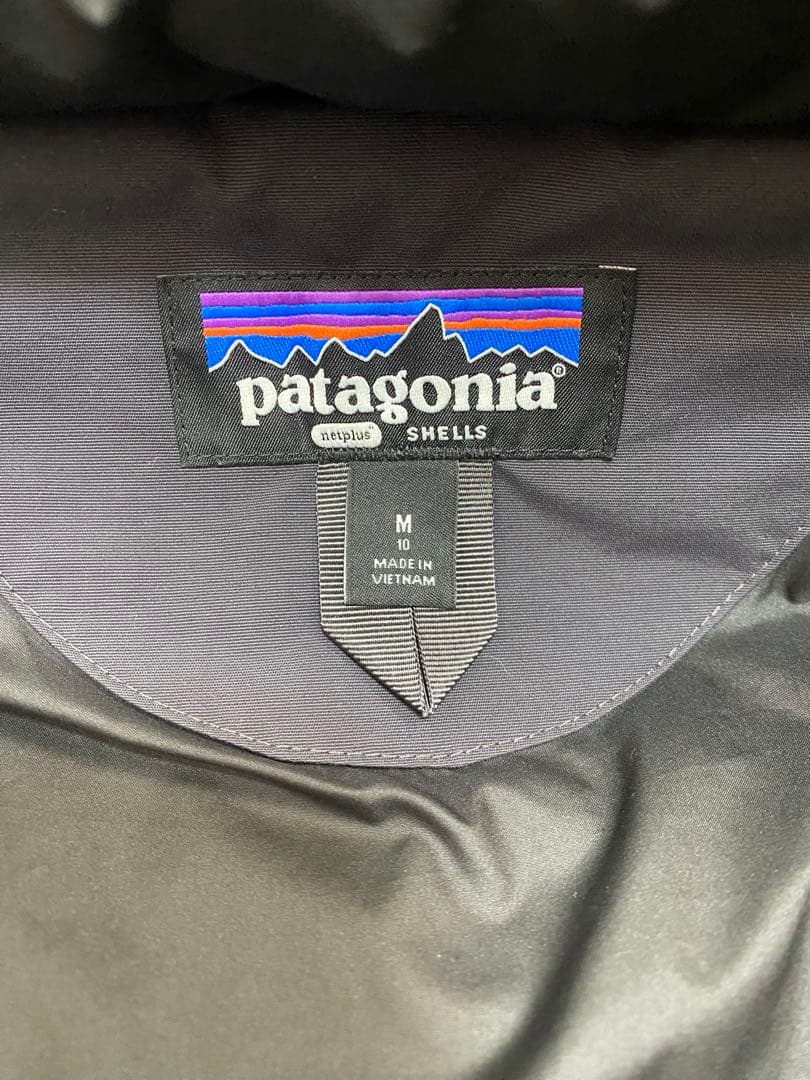 patagonia®
netplus® SHELLS
M
10
MADE IN
VIETNAM